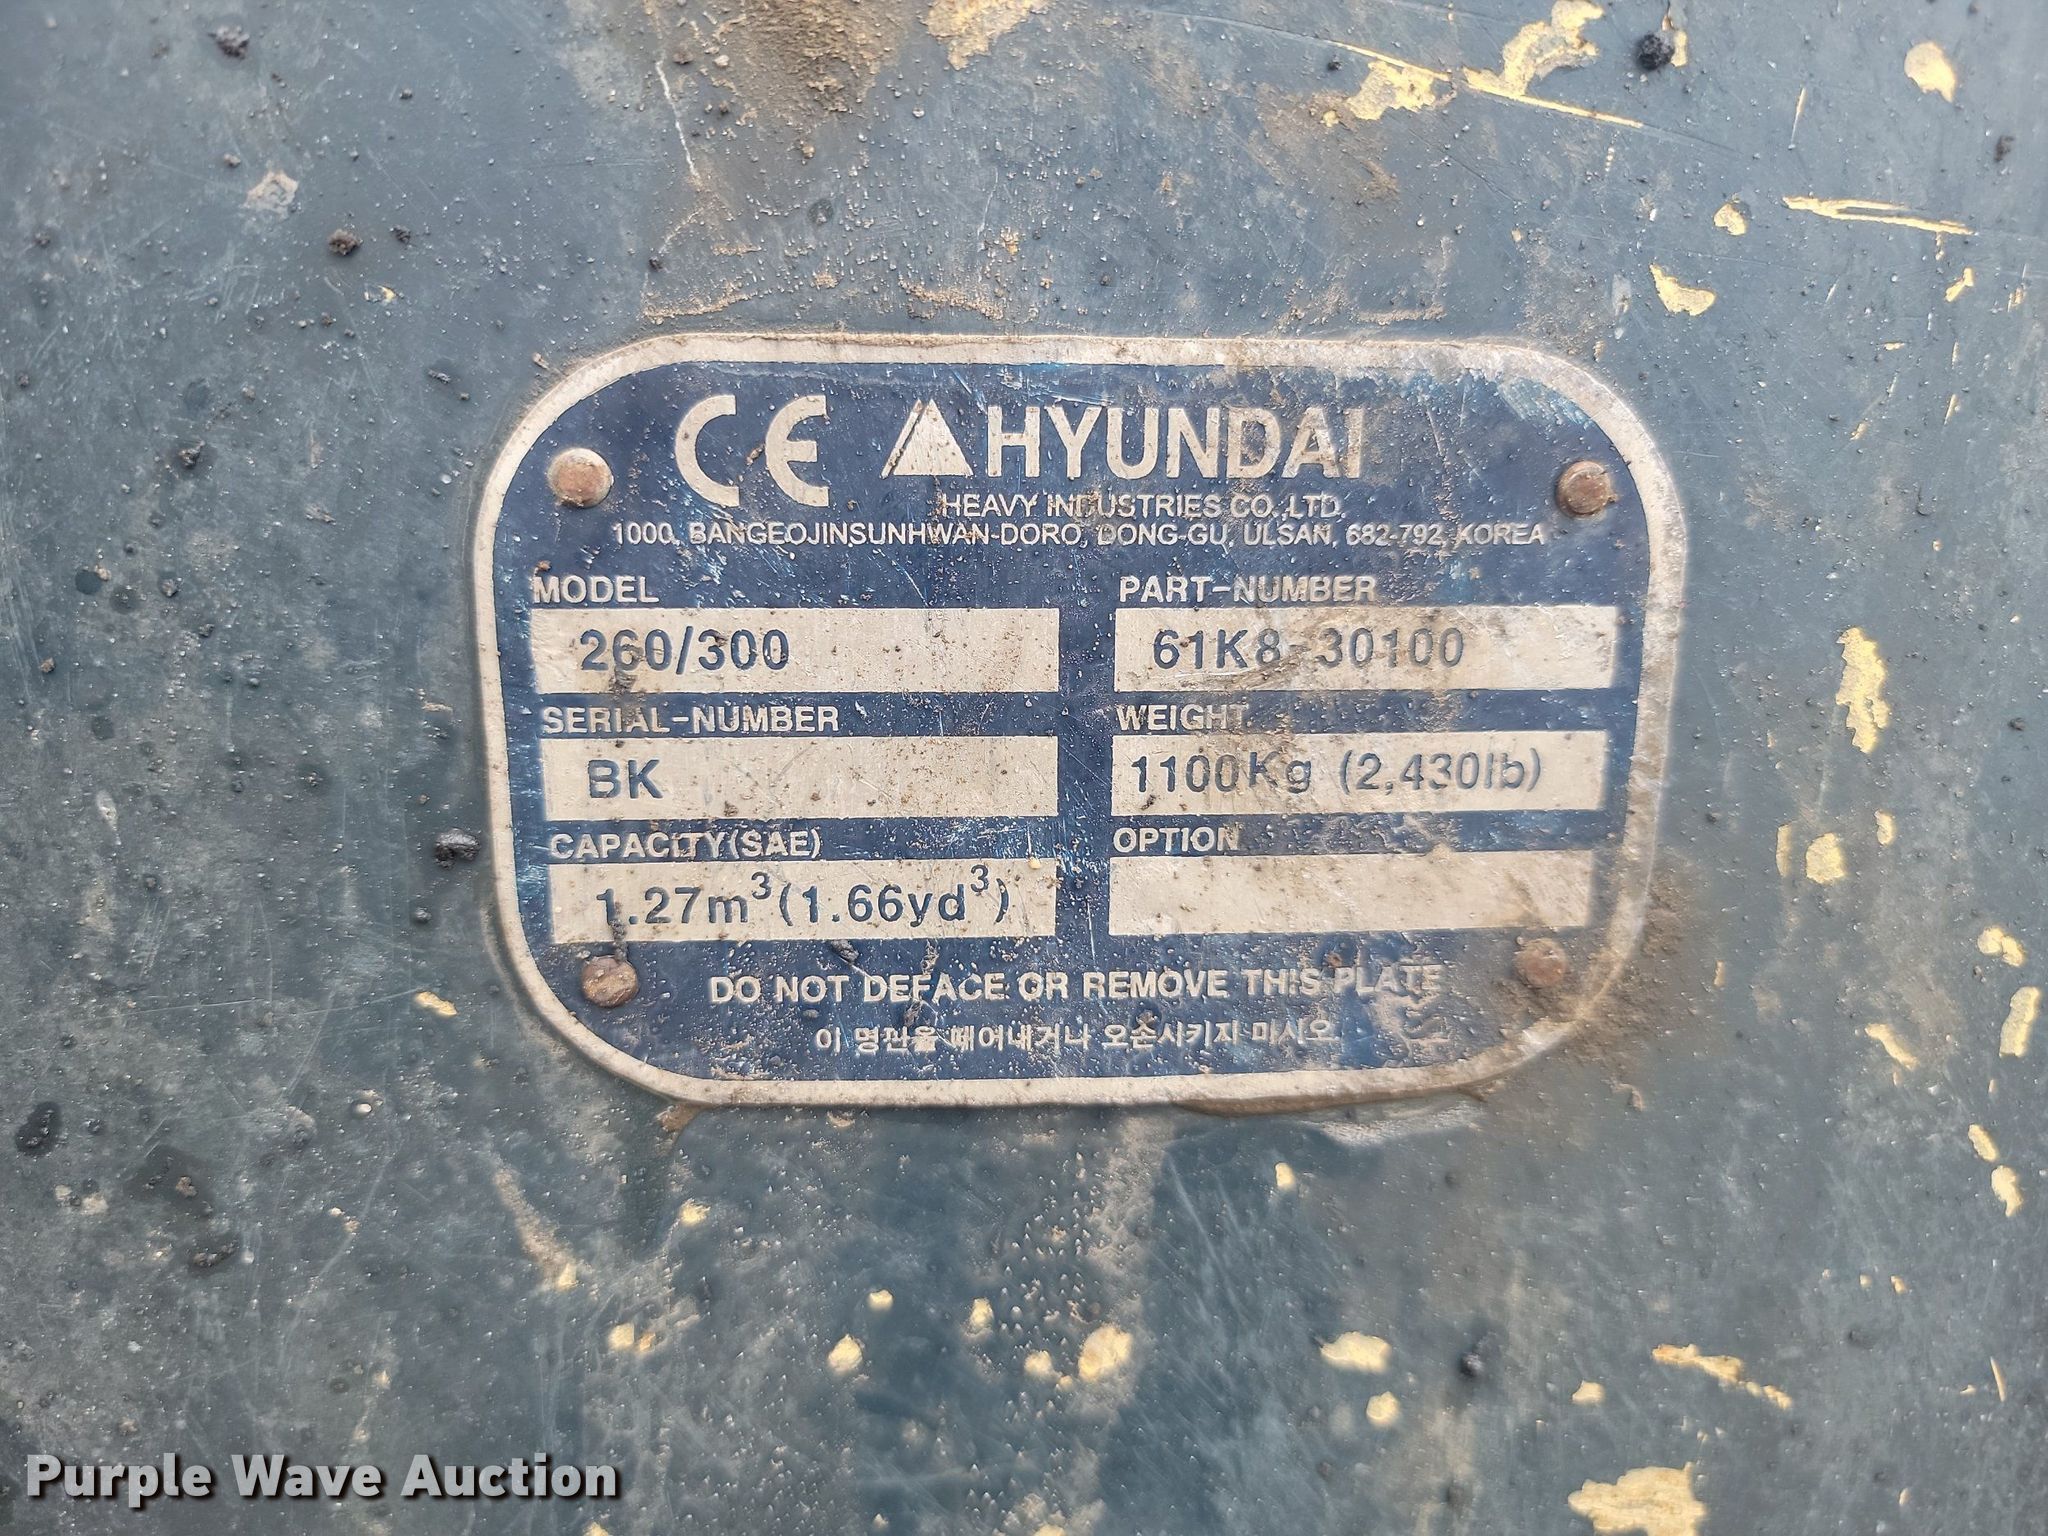 CE HYUNDAI
HEAVY INDUSTRIES CO.,LTD.
1000, BANGEOJINSUNHWAN-DORO, DONG-GU, ULSAN, 682-792, KOREA
MODEL PART-NUMBER
260/300 61K8-30100
SERIAL-NUMBER WEIGHT
BK 1100Kg (2,430lb)
CAPACITY(SAE) OPTION
1.27m³(1.66yd³)
DO NOT DEFACE OR REMOVE THIS PLATE
이 명판을 떼어내거나 오손시키지 마시오
Purple Wave Auction